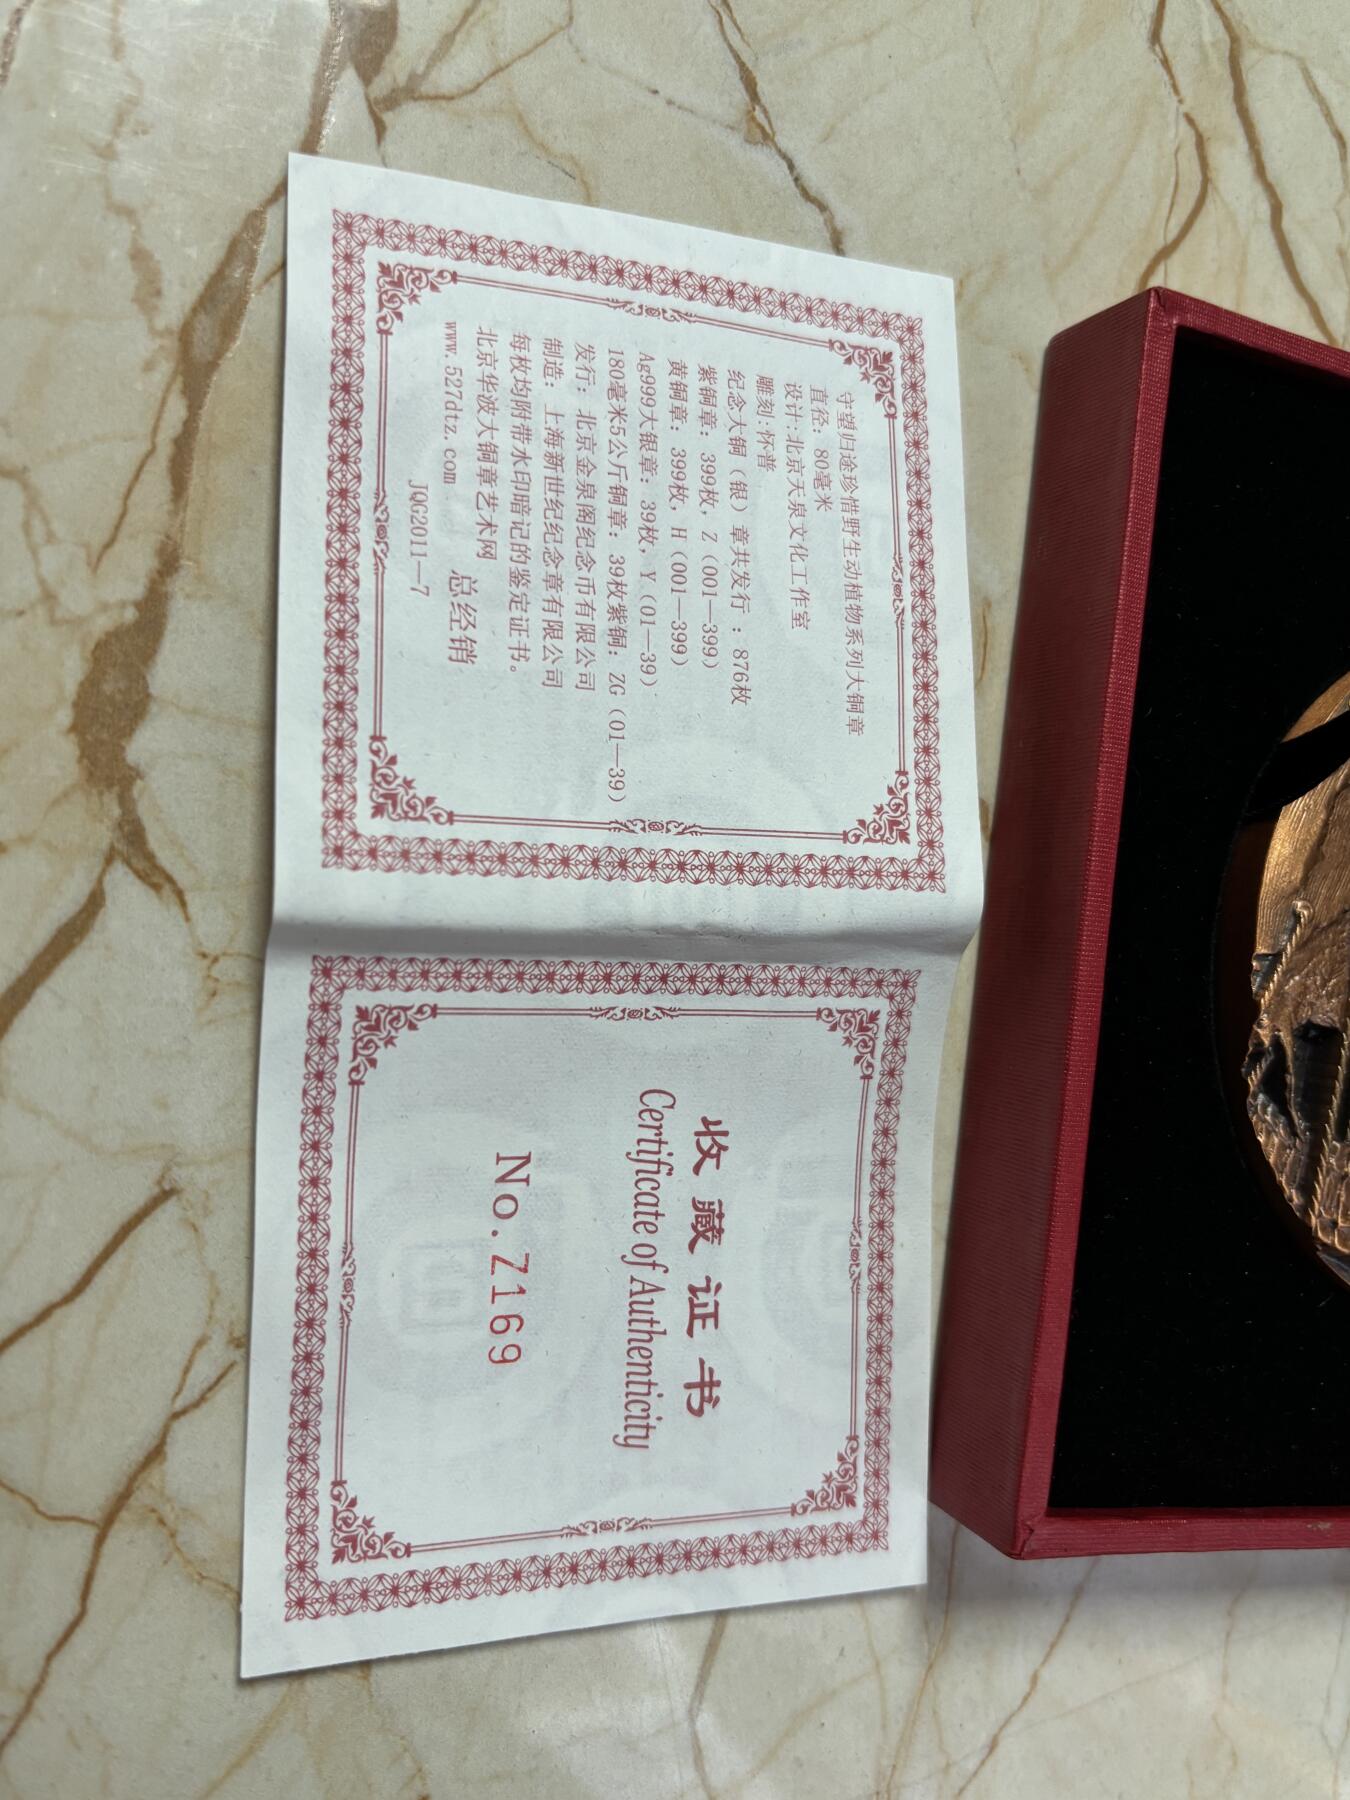 守望归途珍惜野生动植物系列大铜章
直径：80毫米
设计:北京天泉文化工作室
雕刻:怀普
纪念大铜（银）章共发行：876枚
紫铜章：399枚，Z（001—399）
黄铜章：399枚，H（001—399）
Ag999大银章：39枚，Y（01—39）
180毫米5公斤铜章：39枚紫铜：ZG（01—39）
发行：北京金泉阁纪念币有限公司
制造：上海新世纪纪念章有限公司
每枚均附带水印暗记的鉴定证书。
北京华波大铜章艺术网
www.527dtz.com
总经销
JQG2011—7
收藏证书
Certificate of Authenticity
No.Z169